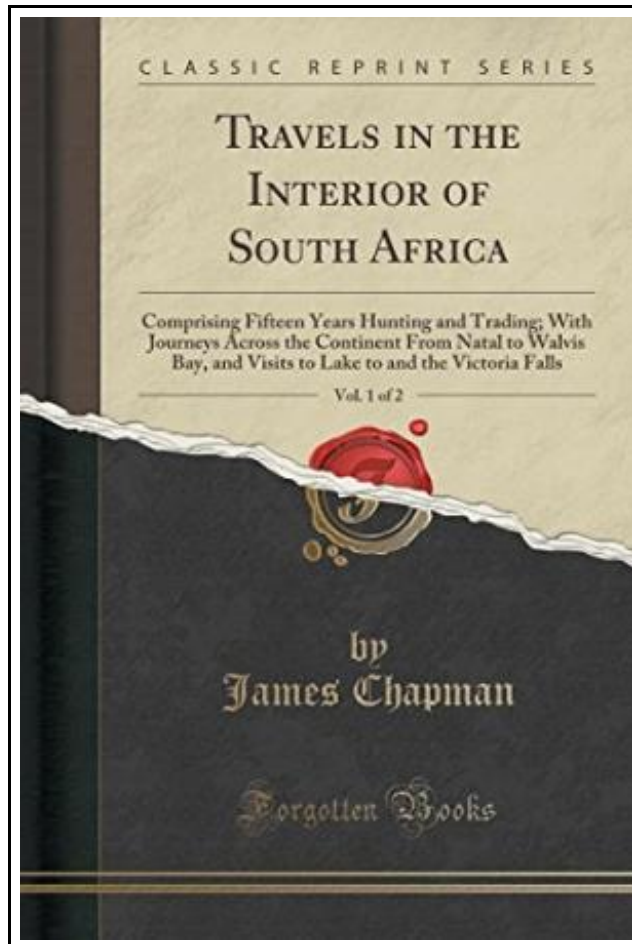 CLASSIC REPRINT SERIES
TRAVELS IN THE
INTERIOR OF
SOUTH AFRICA
Comprising Fifteen Years Hunting and Trading; With
Journeys Across the Continent From Natal to Walvis
Bay, and Visits to Lake to and the Victoria Falls
Vol. 1 of 2
by
James Chapman
Forgotten Books